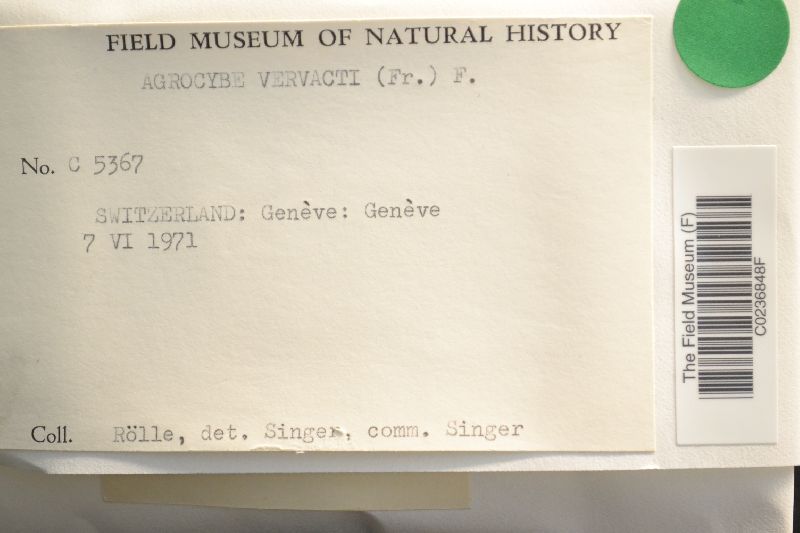 FIELD MUSEUM OF NATURAL HISTORY
AGROCYBE VERVACTI (Fr.) F.
No. C 5367
SWITZERLAND: Genève: Genève
7 VI 1971
Coll. Rölle, det. Singer, comm. Singer
The Field Museum (F)
C0236848F